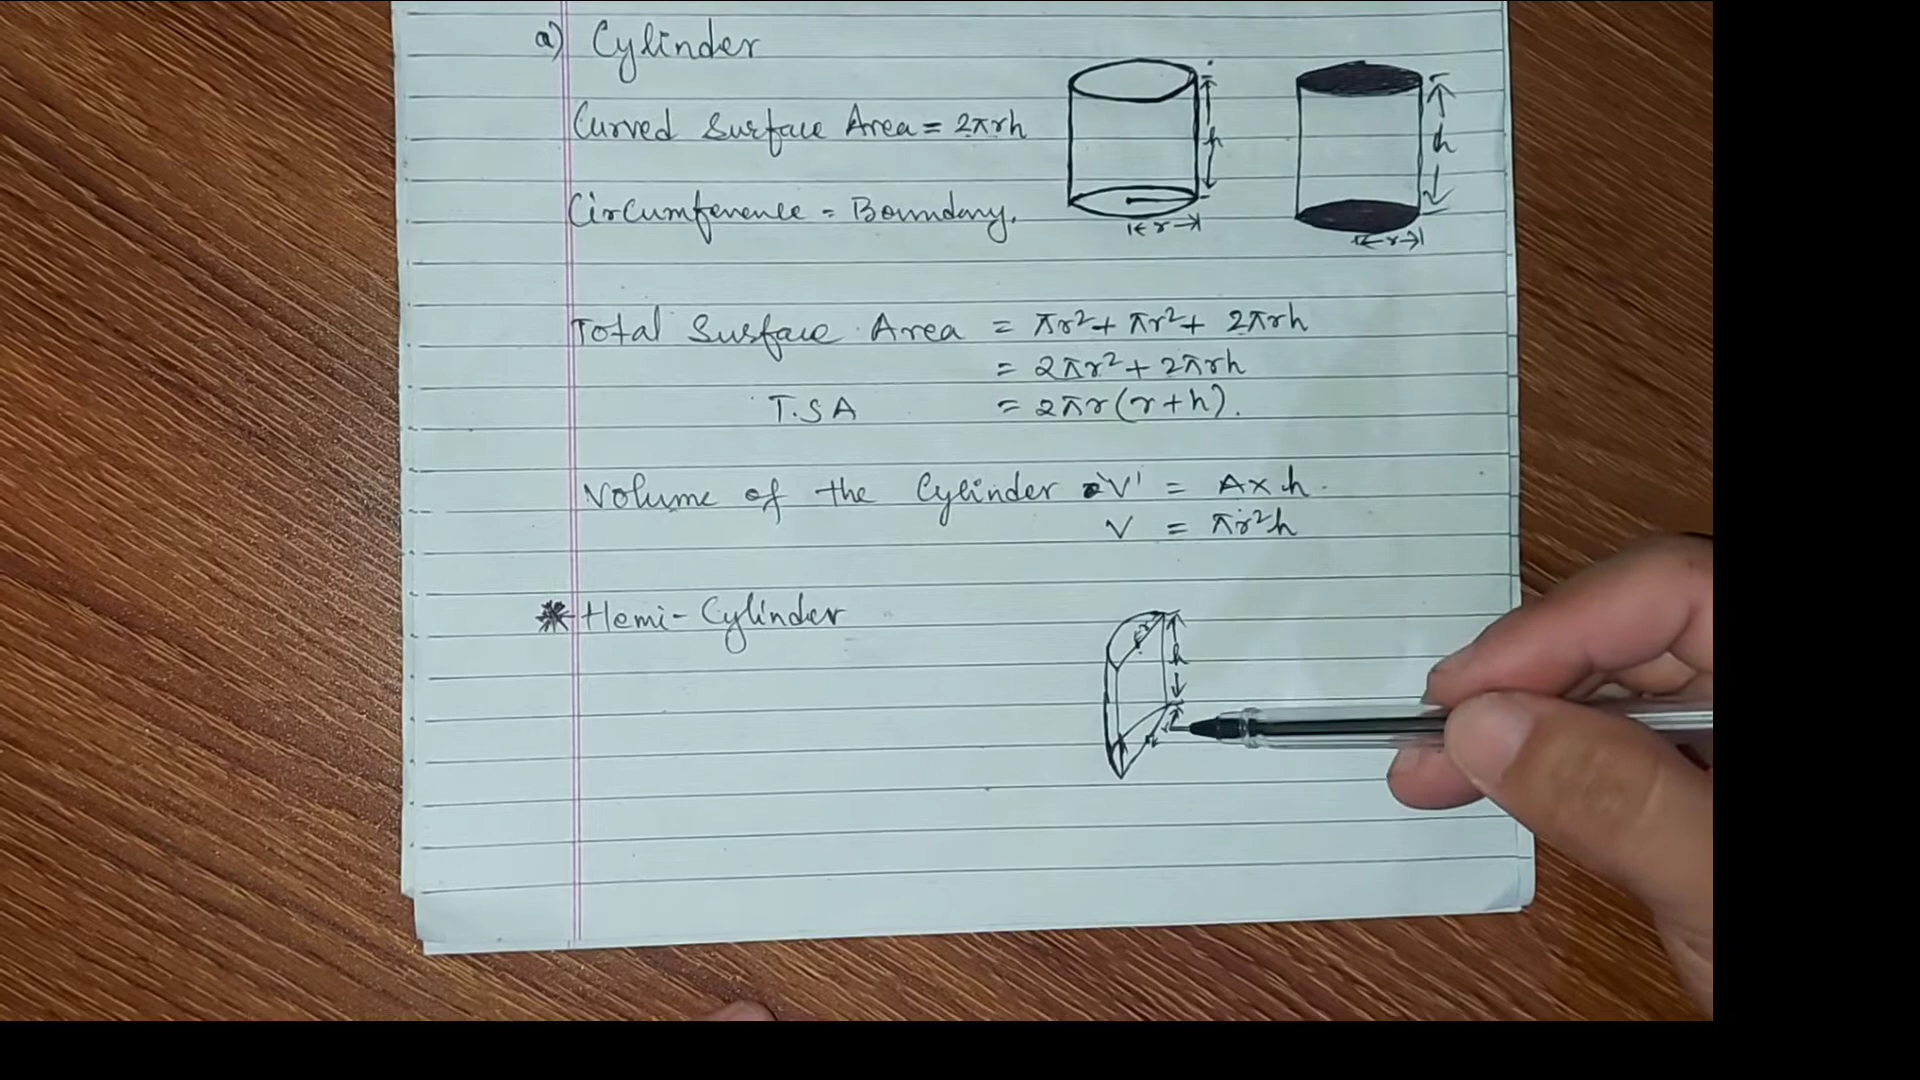 a) Cylinder
Curved Surface Area = 2πrh
Circumference = Boundary.
h
r
h
r
Total Surface Area = πr²+ πr²+ 2πrh
= 2πr²+ 2πrh
T.S.A = 2πr(r+h).
Volume of the Cylinder 'V' = A×h.
V = πr²h
* Hemi-Cylinder
r
h
r